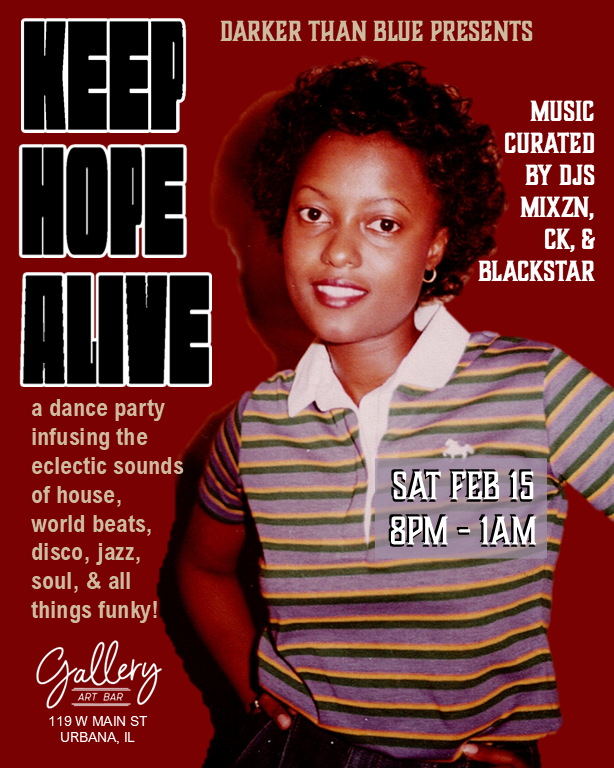 DARKER THAN BLUE PRESENTS
KEEP
HOPE
ALIVE
MUSIC
CURATED
BY DJS
MIXZN,
CK, &
BLACKSTAR
a dance party
infusing the
eclectic sounds
of house,
world beats,
disco, jazz,
soul, & all
things funky!
SAT FEB 15
8PM - 1AM
Gallery
ART BAR
119 W MAIN ST
URBANA, IL